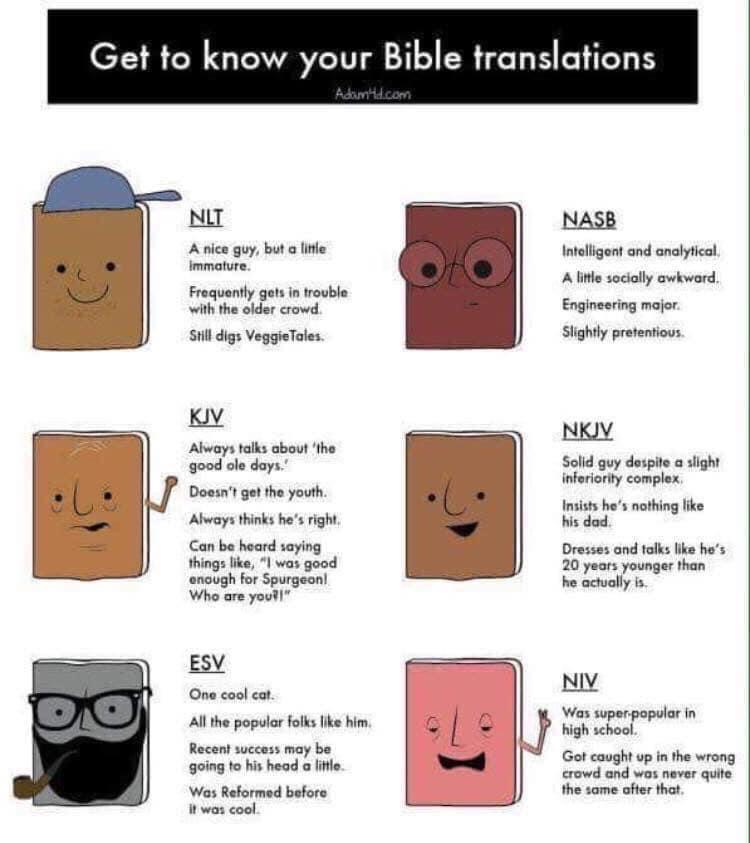 Get to know your Bible translations
Adam4d.com
NLT
A nice guy, but a little
immature.
Frequently gets in trouble
with the older crowd.
Still digs VeggieTales.
NASB
Intelligent and analytical.
A little socially awkward.
Engineering major.
Slightly pretentious.
KJV
Always talks about 'the
good ole days.'
Doesn't get the youth.
Always thinks he's right.
Can be heard saying
things like, "I was good
enough for Spurgeon!
Who are you?!"
NKJV
Solid guy despite a slight
inferiority complex.
Insists he's nothing like
his dad.
Dresses and talks like he's
20 years younger than
he actually is.
ESV
One cool cat.
All the popular folks like him.
Recent success may be
going to his head a little.
Was Reformed before
it was cool.
NIV
Was super-popular in
high school.
Got caught up in the wrong
crowd and was never quite
the same after that.